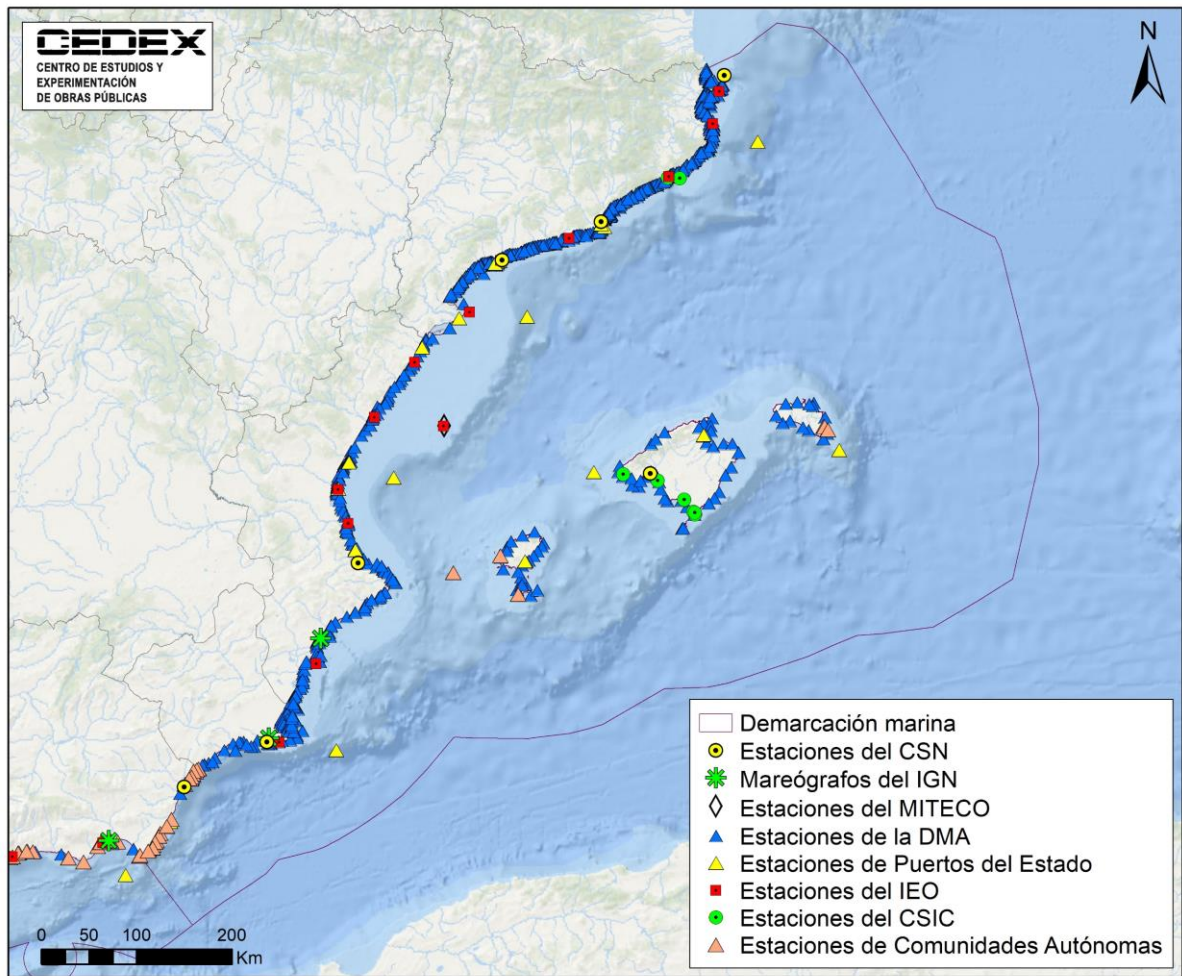 CEDEX
CENTRO DE ESTUDIOS Y
EXPERIMENTACIÓN
DE OBRAS PÚBLICAS
N
Demarcación marina
Estaciones del CSN
Mareógrafos del IGN
Estaciones del MITECO
Estaciones de la DMA
Estaciones de Puertos del Estado
Estaciones del IEO
Estaciones del CSIC
Estaciones de Comunidades Autónomas
0 50 100 200
Km